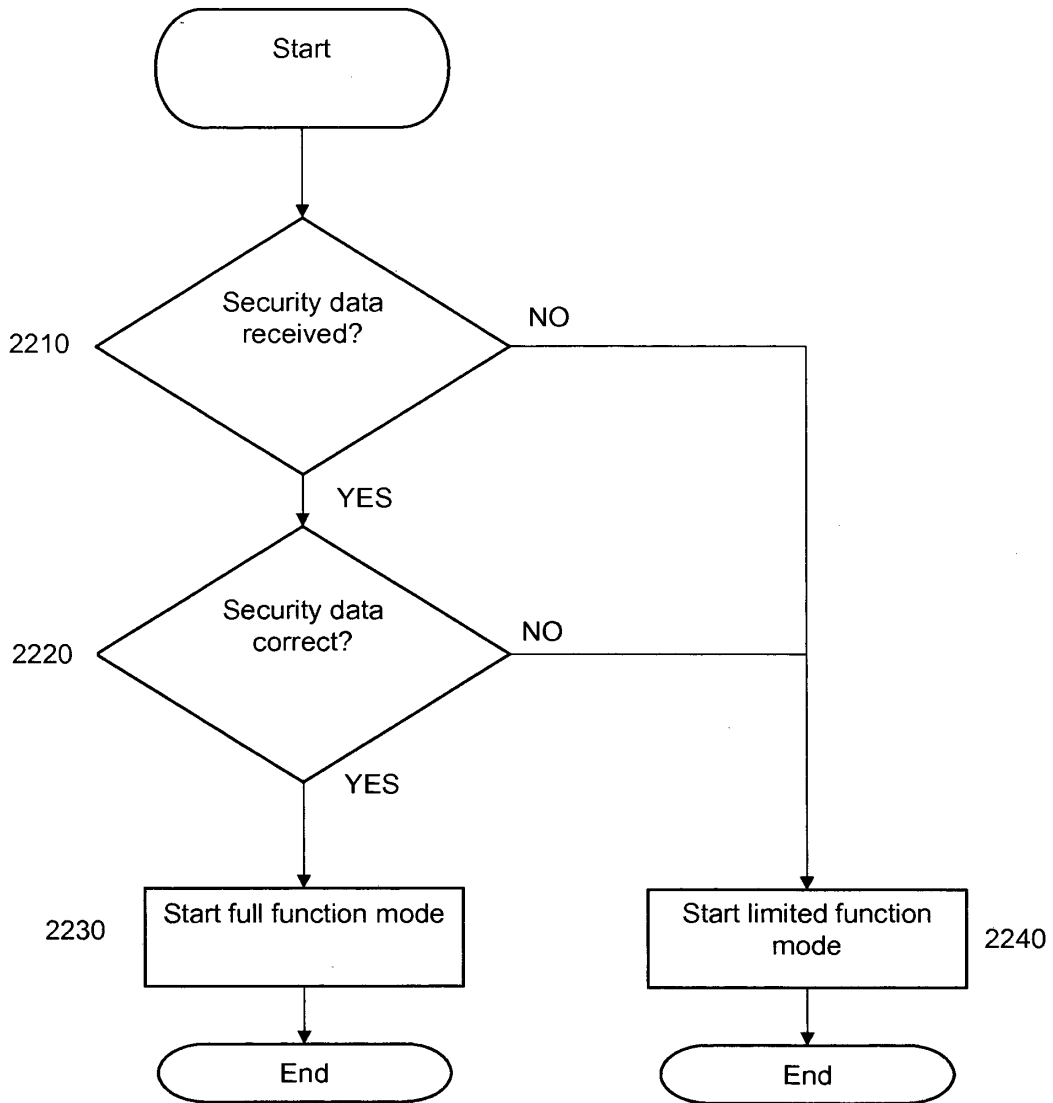 Start
Security data
received?
NO
2210
YES
Security data
correct?
NO
2220
YES
Start full function mode
2230
Start limited function
mode
2240
End
End